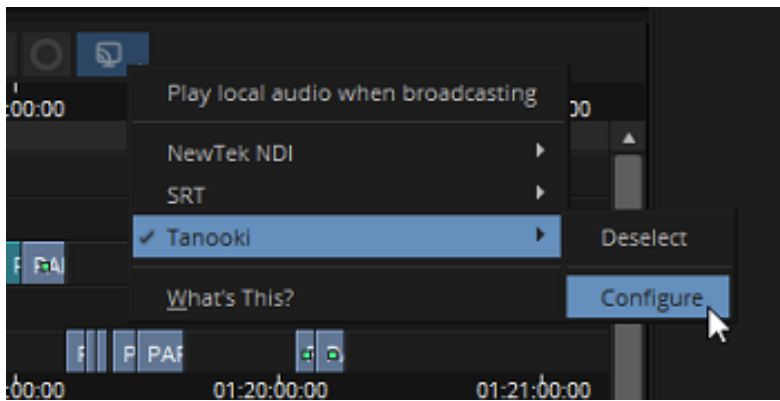 Play local audio when broadcasting
:00:00
00
NewTek NDI
SRT
✓ Tanooki
Deselect
What's This?
Configure
P PAF
:00:00
01:20:00:00
01:21:00:00